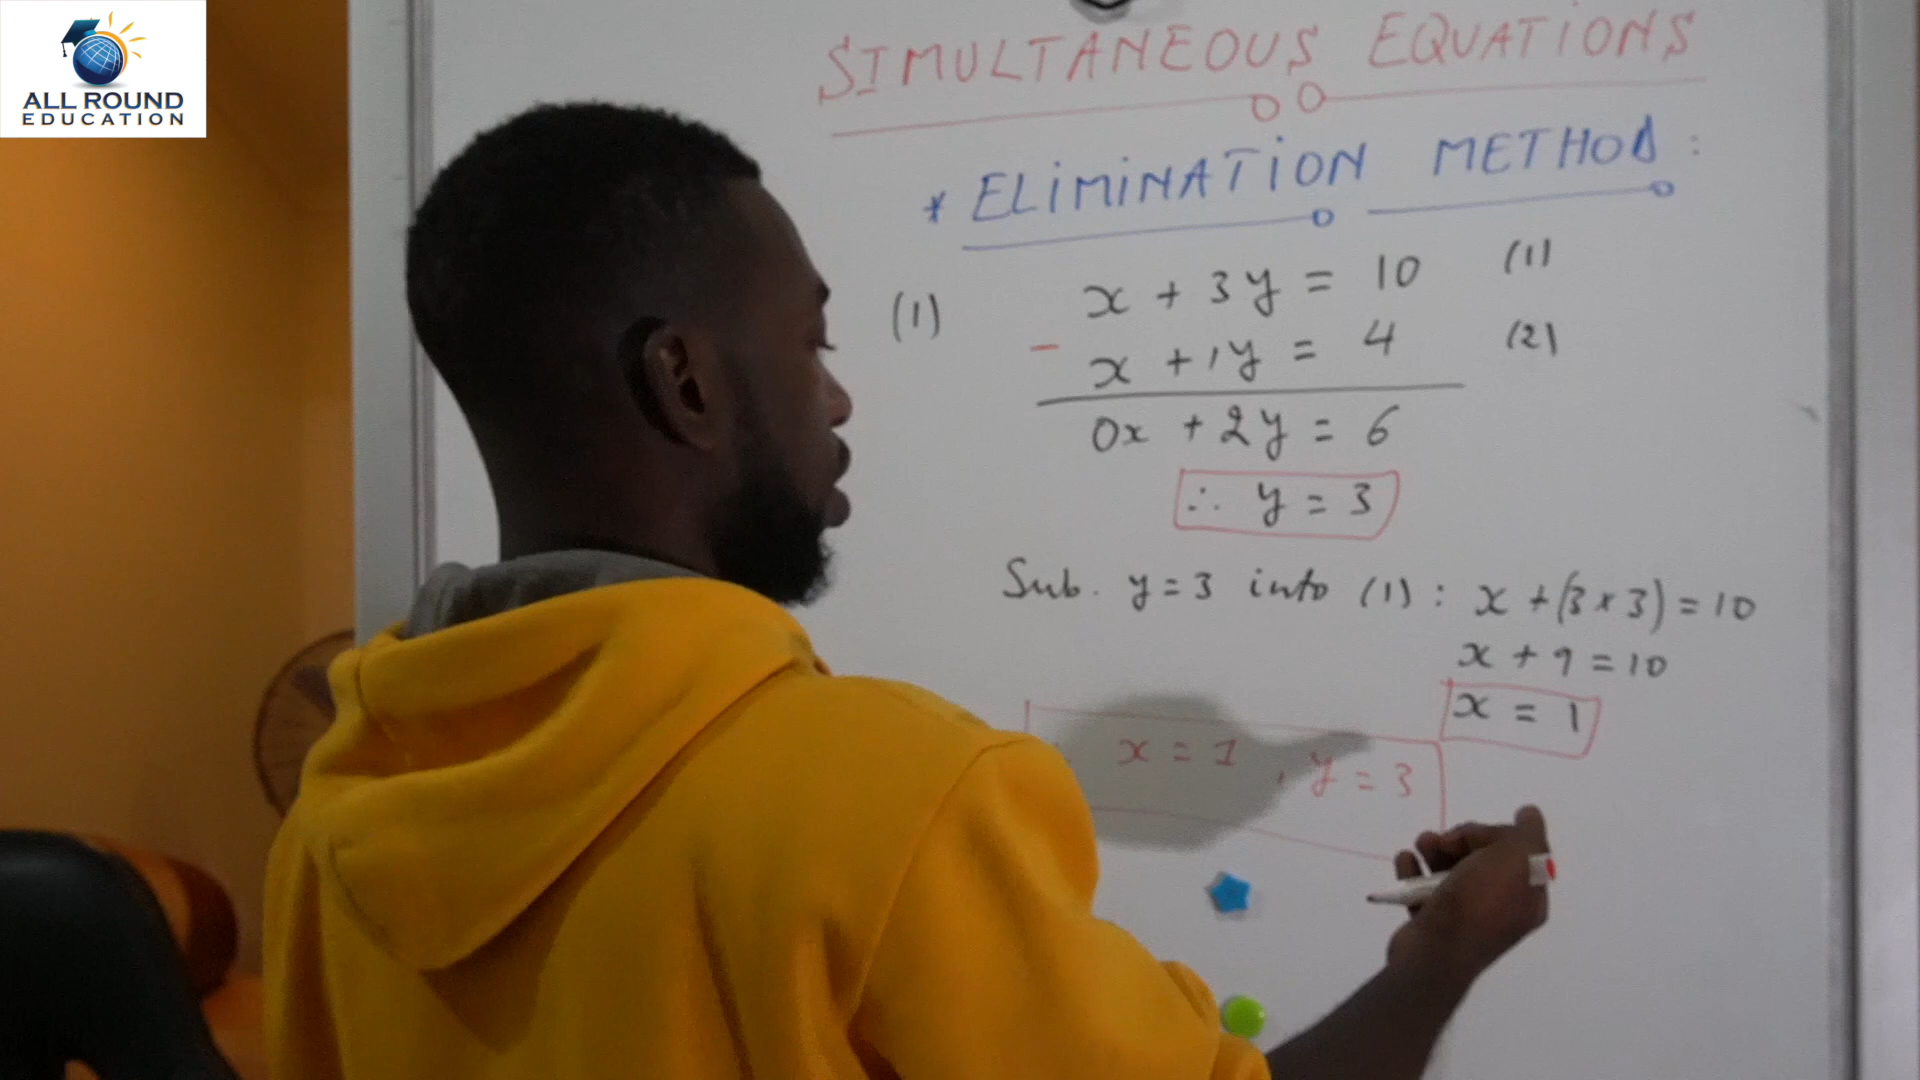 ALL ROUND
EDUCATION
SIMULTANEOUS EQUATIONS
* ELIMINATION METHOD :
(1) x + 3y = 10 (1)
- x + 1y = 4 (2)
0x + 2y = 6
∴ y = 3
Sub. y = 3 into (1) : x + (3 x 3) = 10
x + 9 = 10
x = 1
x = 1 , y = 3